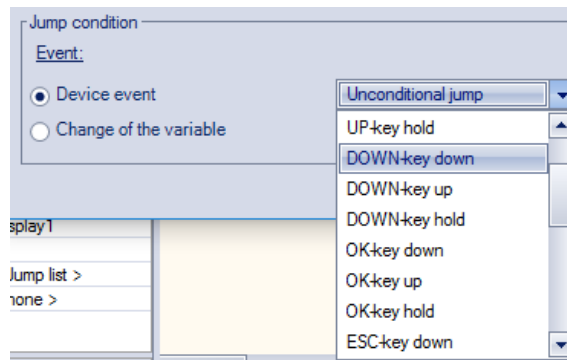 Jump condition
Event:
Device event
Unconditional jump
Change of the variable
UP-key hold
DOWN-key down
DOWN-key up
DOWN-key hold
OK-key down
OK-key up
OK-key hold
ESC-key down
splay1
Jump list >
none >